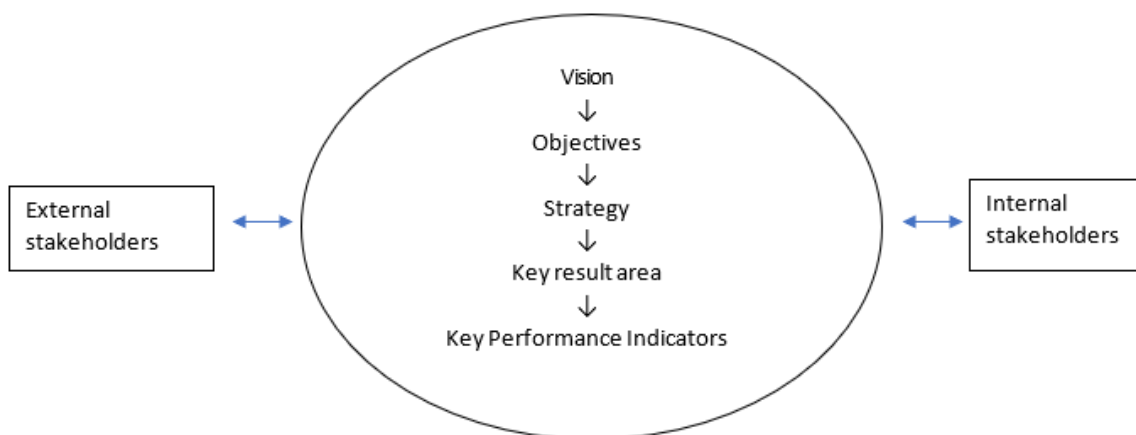 Vision
↓
Objectives
↓
Strategy
↓
Key result area
↓
Key Performance Indicators
External
stakeholders
Internal
stakeholders